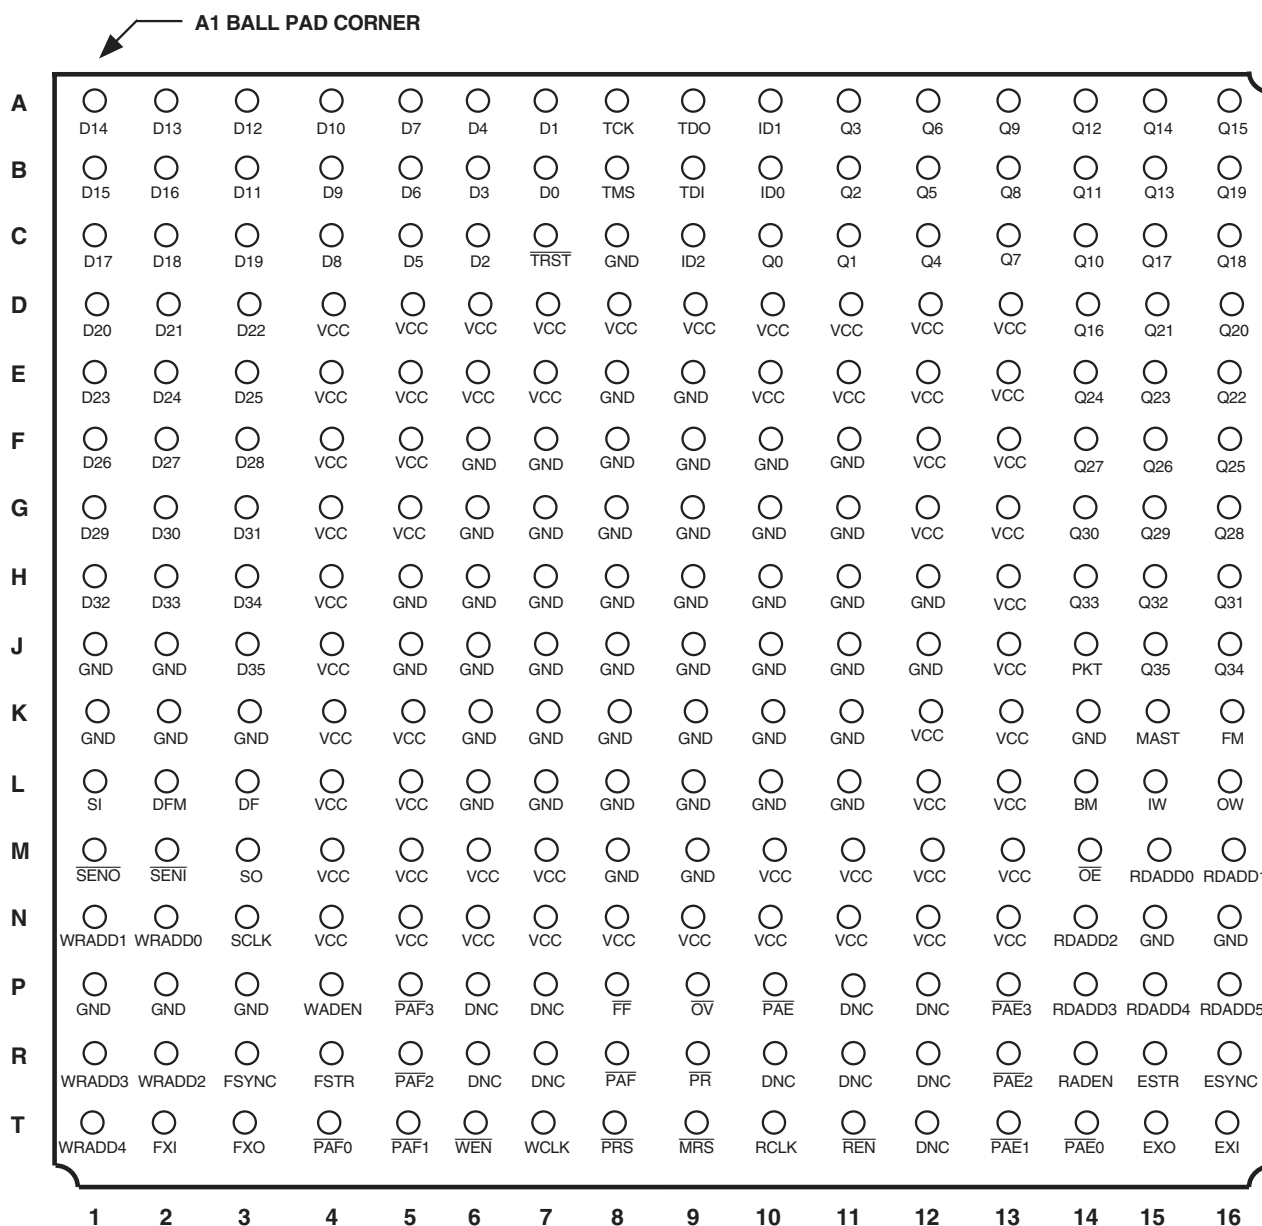 A1 BALL PAD CORNER
A
D14 D13 D12 D10 D7 D4 D1 TCK TDO ID1 Q3 Q6 Q9 Q12 Q14 Q15
B
D15 D16 D11 D9 D6 D3 D0 TMS TDI ID0 Q2 Q5 Q8 Q11 Q13 Q19
C
D17 D18 D19 D8 D5 D2 TRST GND ID2 Q0 Q1 Q4 Q7 Q10 Q17 Q18
D
D20 D21 D22 VCC VCC VCC VCC VCC VCC VCC VCC VCC VCC Q16 Q21 Q20
E
D23 D24 D25 VCC VCC VCC VCC GND GND VCC VCC VCC VCC Q24 Q23 Q22
F
D26 D27 D28 VCC VCC GND GND GND GND GND GND VCC VCC Q27 Q26 Q25
G
D29 D30 D31 VCC VCC GND GND GND GND GND GND VCC VCC Q30 Q29 Q28
H
D32 D33 D34 VCC GND GND GND GND GND GND GND GND VCC Q33 Q32 Q31
J
GND GND D35 VCC GND GND GND GND GND GND GND GND VCC PKT Q35 Q34
K
GND GND GND VCC VCC GND GND GND GND GND GND VCC VCC GND MAST FM
L
SI DFM DF VCC VCC GND GND GND GND GND GND VCC VCC BM IW OW
M
SENO SENI SO VCC VCC VCC VCC GND GND VCC VCC VCC VCC OE RDADD0 RDADD1
N
WRADD1 WRADD0 SCLK VCC VCC VCC VCC VCC VCC VCC VCC VCC VCC RDADD2 GND GND
P
GND GND GND WADEN PAF3 DNC DNC FF OV PAE DNC DNC PAE3 RDADD3 RDADD4 RDADD5
R
WRADD3 WRADD2 FSYNC FSTR PAF2 DNC DNC PAF PR DNC DNC DNC PAE2 RADEN ESTR ESYNC
T
WRADD4 FXI FXO PAF0 PAF1 WEN WCLK PRS MRS RCLK REN DNC PAE1 PAE0 EXO EXI
1 2 3 4 5 6 7 8 9 10 11 12 13 14 15 16